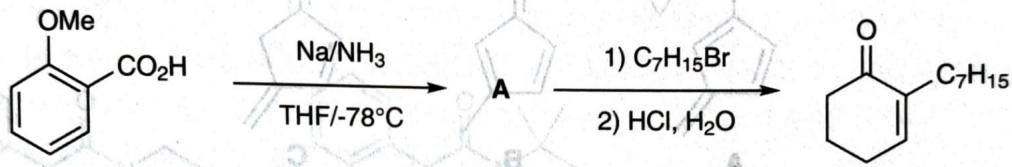 OMe
CO₂H
Na/NH₃
THF/-78°C
A
1) C₇H₁₅Br
2) HCl, H₂O
O
C₇H₁₅